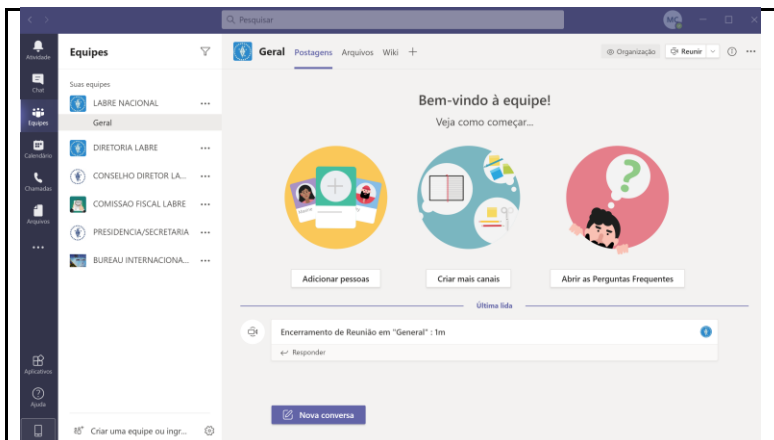 Pesquisar
MC
Atividade
Chat
Equipes
Calendário
Chamadas
Arquivos
Aplicativos
Ajuda
Equipes
Suas equipes
LABRE NACIONAL
Geral
DIRETORIA LABRE
CONSELHO DIRETOR LA...
COMISSAO FISCAL LABRE
PRESIDENCIA/SECRETARIA
BUREAU INTERNACIONA...
Criar uma equipe ou ingr...
Geral Postagens Arquivos Wiki
Organização
Reunir
Bem-vindo à equipe!
Veja como começar...
Adicionar pessoas
Criar mais canais
Abrir as Perguntas Frequentes
Última lida
Encerramento de Reunião em "General" : 1m
Responder
Nova conversa